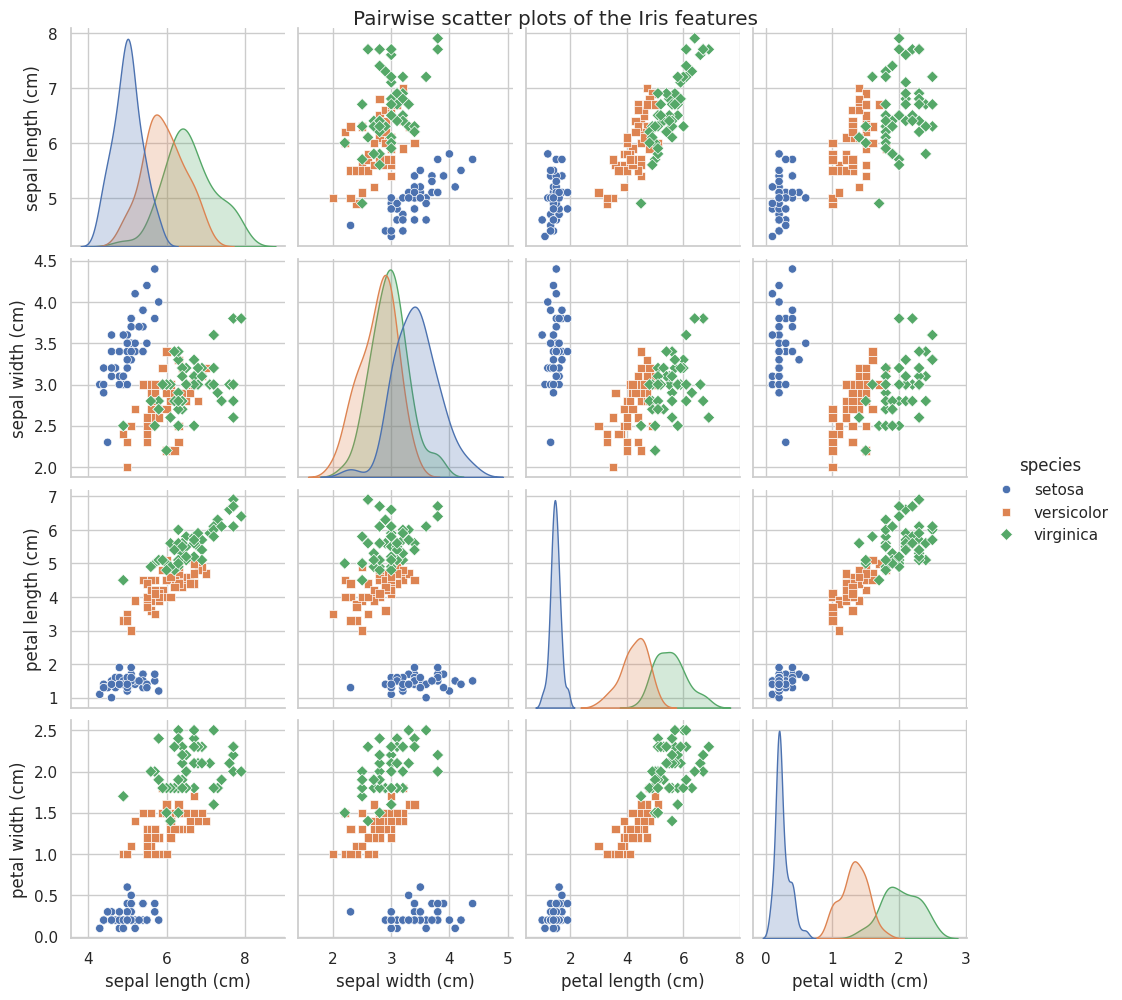 Pairwise scatter plots of the Iris features
sepal length (cm)
8
7
6
5
sepal width (cm)
4.5
4.0
3.5
3.0
2.5
2.0
petal length (cm)
7
6
5
4
3
2
1
petal width (cm)
2.5
2.0
1.5
1.0
0.5
0.0
4 6 8
sepal length (cm)
2 3 4 5
sepal width (cm)
2 4 6 8
petal length (cm)
0 1 2 3
petal width (cm)
species
setosa
versicolor
virginica